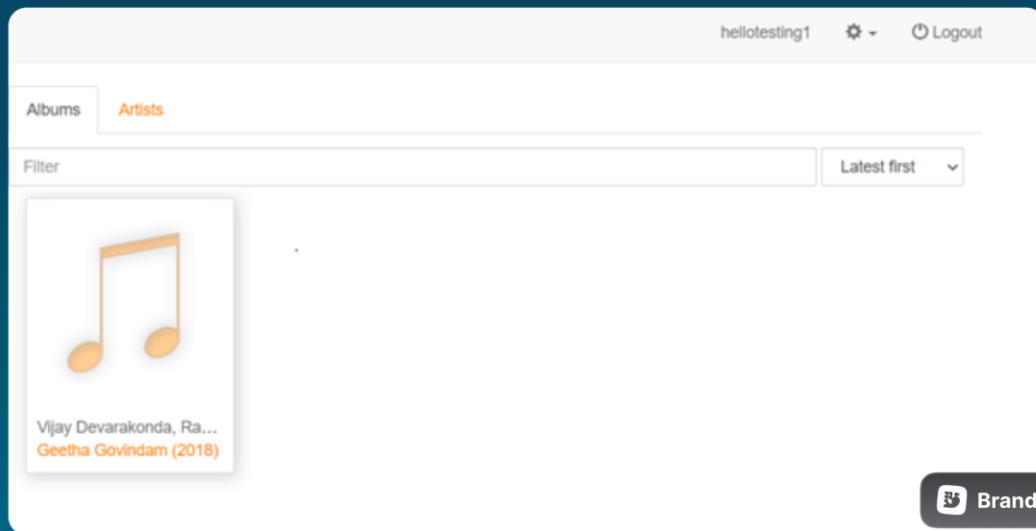 hellotesting1 Logout
Albums Artists
Filter Latest first
Vijay Devarakonda, Ra...
Geetha Govindam (2018)
Brand